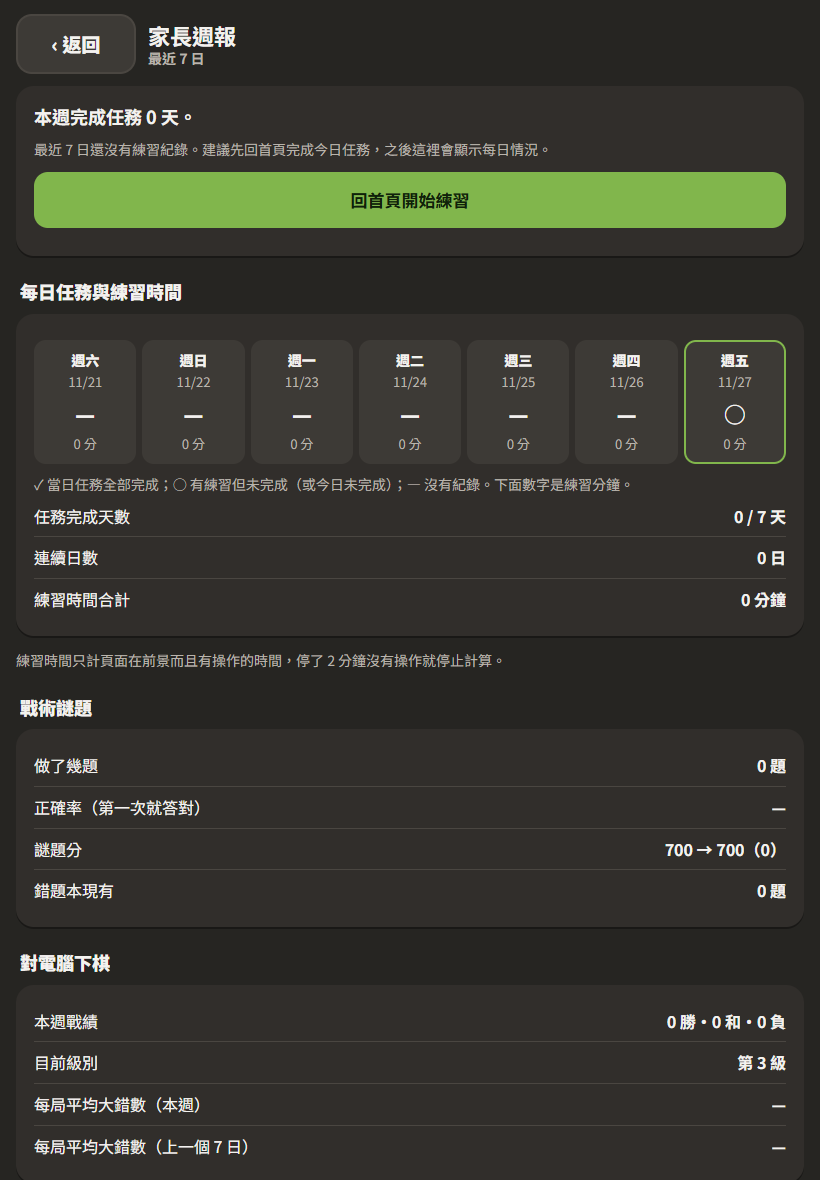 ‹ 返回
家長週報
最近 7 日
本週完成任務 0 天。
最近 7 日還沒有練習紀錄。建議先回首頁完成今日任務，之後這裡會顯示每日情況。
回首頁開始練習
每日任務與練習時間
週六 週日 週一 週二 週三 週四 週五
11/21 11/22 11/23 11/24 11/25 11/26 11/27
— — — — — — ○
0 分 0 分 0 分 0 分 0 分 0 分 0 分
✓ 當日任務全部完成；○ 有練習但未完成（或今日未完成）；— 沒有紀錄。下面數字是練習分鐘。
任務完成天數 0 / 7 天
連續日數 0 日
練習時間合計 0 分鐘
練習時間只計頁面在前景而且有操作的時間，停了 2 分鐘沒有操作就停止計算。
戰術謎題
做了幾題 0 題
正確率（第一次就答對） —
謎題分 700 → 700（0）
錯題本現有 0 題
對電腦下棋
本週戰績 0 勝・0 和・0 負
目前級別 第 3 級
每局平均大錯數（本週） —
每局平均大錯數（上一個 7 日） —